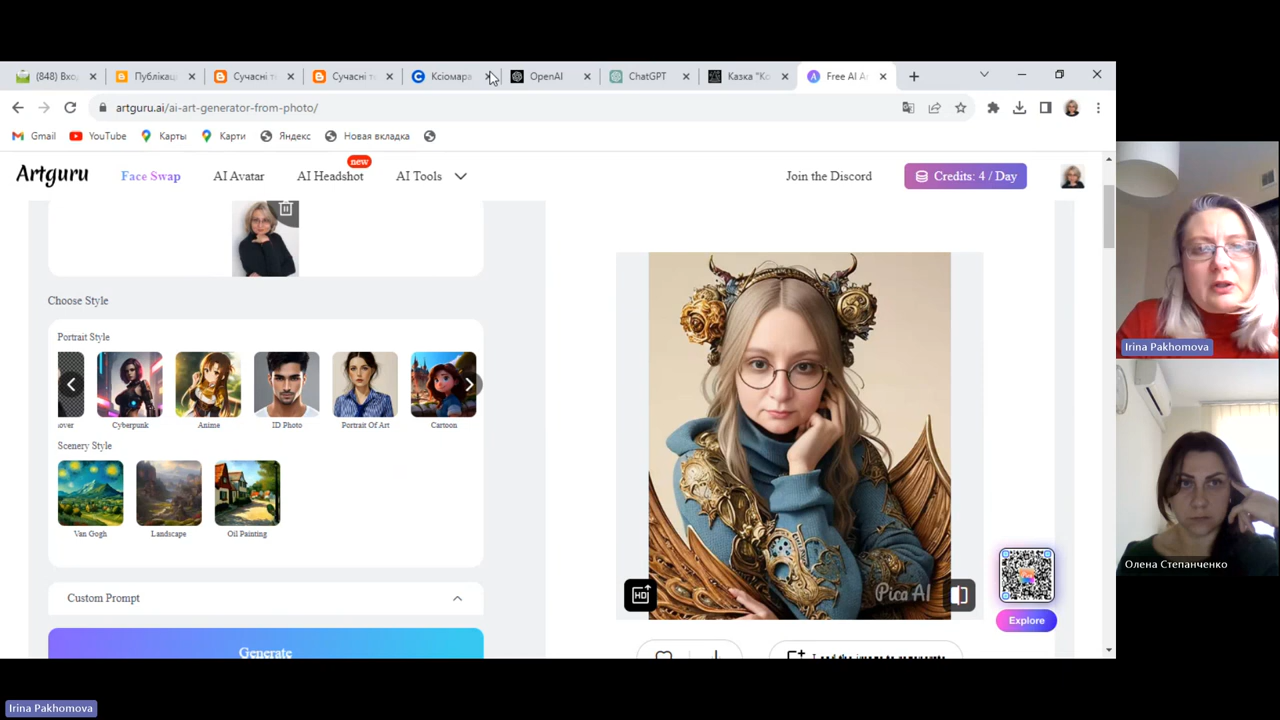 (848) Вхо
Публікац
Сучасні т
Сучасні т
Ксіомара
OpenAI
ChatGPT
Казка "Ко
Free AI Ar
artguru.ai/ai-art-generator-from-photo/
Gmail
YouTube
Карты
Карти
Яндекс
Новая вкладка
new
Artguru
Face Swap
AI Avatar
AI Headshot
AI Tools
Join the Discord
Credits: 4 / Day
Choose Style
Portrait Style
over
Cyberpunk
Anime
ID Photo
Portrait Of Art
Cartoon
Scenery Style
Van Gogh
Landscape
Oil Painting
Custom Prompt
Generate
HD
Pica AI
Explore
Irina Pakhomova
Олена Степанченко
Irina Pakhomova